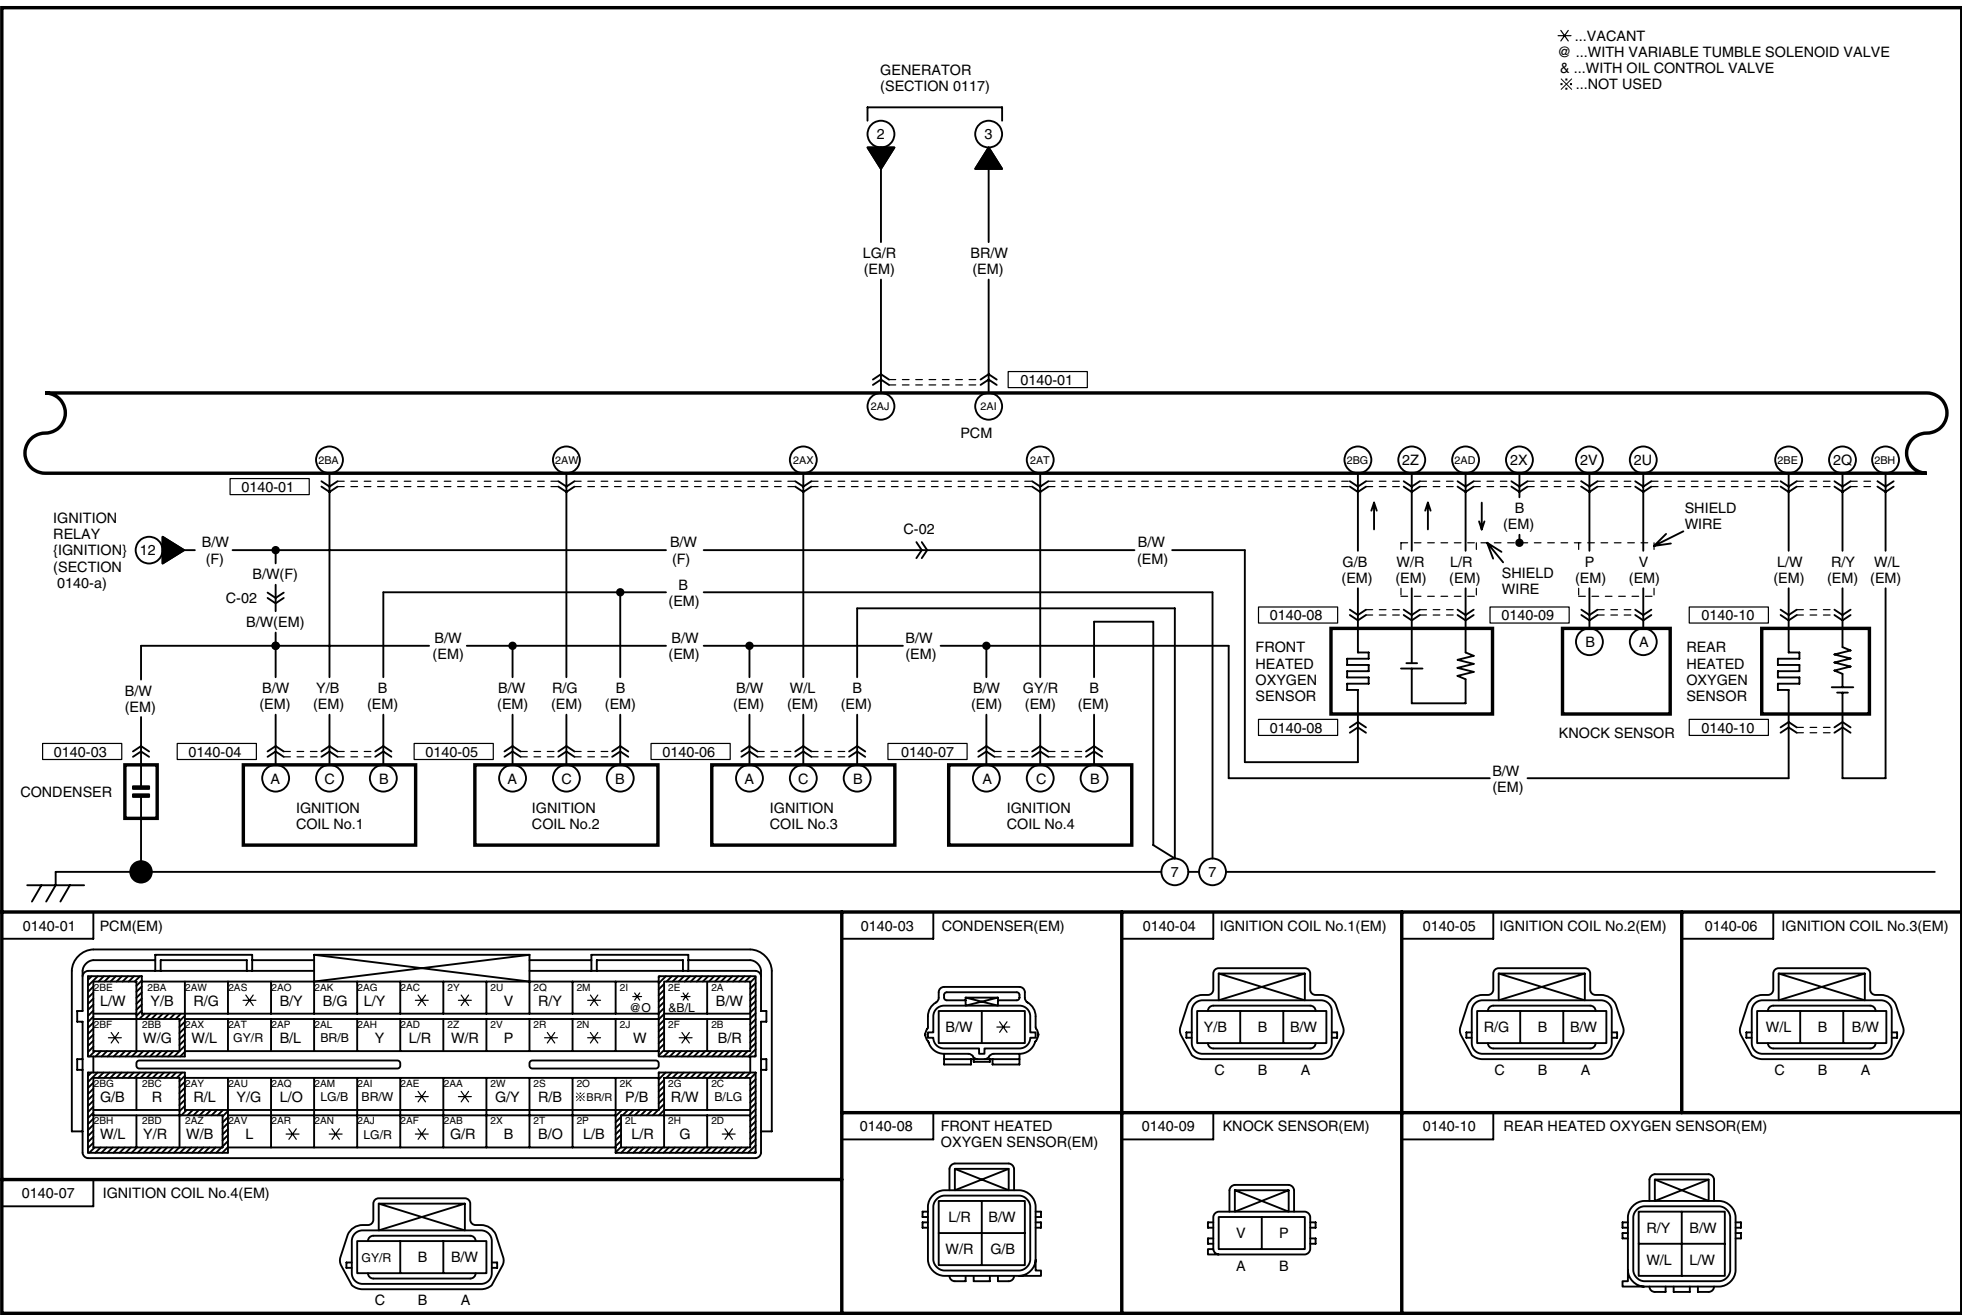 ✳ ...VACANT
@ ...WITH VARIABLE TUMBLE SOLENOID VALVE
& ...WITH OIL CONTROL VALVE
※ ...NOT USED
GENERATOR
(SECTION 0117)
2 3
LG/R
(EM)
BR/W
(EM)
0140-01
2AJ 2AI
PCM
2BA 2AW 2AX 2AT 2BG 2Z 2AD 2X 2V 2U 2BE 2Q 2BH
0140-01
IGNITION
RELAY
{IGNITION}
(SECTION
0140-a)
12
B/W
(F)
B/W
(F)
C-02
B/W
(EM)
B/W(F)
C-02
B/W(EM)
B
(EM)
B
(EM)
SHIELD
WIRE
SHIELD
WIRE
G/B
(EM)
W/R
(EM)
L/R
(EM)
P
(EM)
V
(EM)
L/W
(EM)
R/Y
(EM)
W/L
(EM)
B/W
(EM)
B/W
(EM)
B/W
(EM)
0140-08 0140-09 0140-10
FRONT
HEATED
OXYGEN
SENSOR
B A
REAR
HEATED
OXYGEN
SENSOR
B/W
(EM)
B/W
(EM)
Y/B
(EM)
B
(EM)
B/W
(EM)
R/G
(EM)
B
(EM)
B/W
(EM)
W/L
(EM)
B
(EM)
B/W
(EM)
GY/R
(EM)
B
(EM)
0140-08
KNOCK SENSOR
0140-10
0140-03 0140-04 0140-05 0140-06 0140-07
A C B A C B A C B A C B
CONDENSER
IGNITION
COIL No.1
IGNITION
COIL No.2
IGNITION
COIL No.3
IGNITION
COIL No.4
B/W
(EM)
7 7
0140-01 PCM(EM)
2BE 2BA 2AW 2AS 2AO 2AK 2AG 2AC 2Y 2U 2Q 2M 2I 2E 2A
L/W Y/B R/G ✳ B/Y B/G L/Y ✳ ✳ V R/Y ✳ ✳ ✳ B/W
@O &B/L
2BF 2BB 2AX 2AT 2AP 2AL 2AH 2AD 2Z 2V 2R 2N 2J 2F 2B
✳ W/G W/L GY/R B/L BR/B Y L/R W/R P ✳ ✳ W ✳ B/R
2BG 2BC 2AY 2AU 2AQ 2AM 2AI 2AE 2AA 2W 2S 2O 2K 2G 2C
G/B R R/L Y/G L/O LG/B BR/W ✳ ✳ G/Y R/B ※BR/R P/B R/W B/LG
2BH 2BD 2AZ 2AV 2AR 2AN 2AJ 2AF 2AB 2X 2T 2P 2L 2H 2D
W/L Y/R W/B L ✳ ✳ LG/R ✳ G/R B B/O L/B L/R G ✳
0140-03 CONDENSER(EM)
B/W ✳
0140-04 IGNITION COIL No.1(EM)
Y/B B B/W
C B A
0140-05 IGNITION COIL No.2(EM)
R/G B B/W
C B A
0140-06 IGNITION COIL No.3(EM)
W/L B B/W
C B A
0140-07 IGNITION COIL No.4(EM)
GY/R B B/W
C B A
0140-08 FRONT HEATED
OXYGEN SENSOR(EM)
L/R B/W
W/R G/B
0140-09 KNOCK SENSOR(EM)
V P
A B
0140-10 REAR HEATED OXYGEN SENSOR(EM)
R/Y B/W
W/L L/W